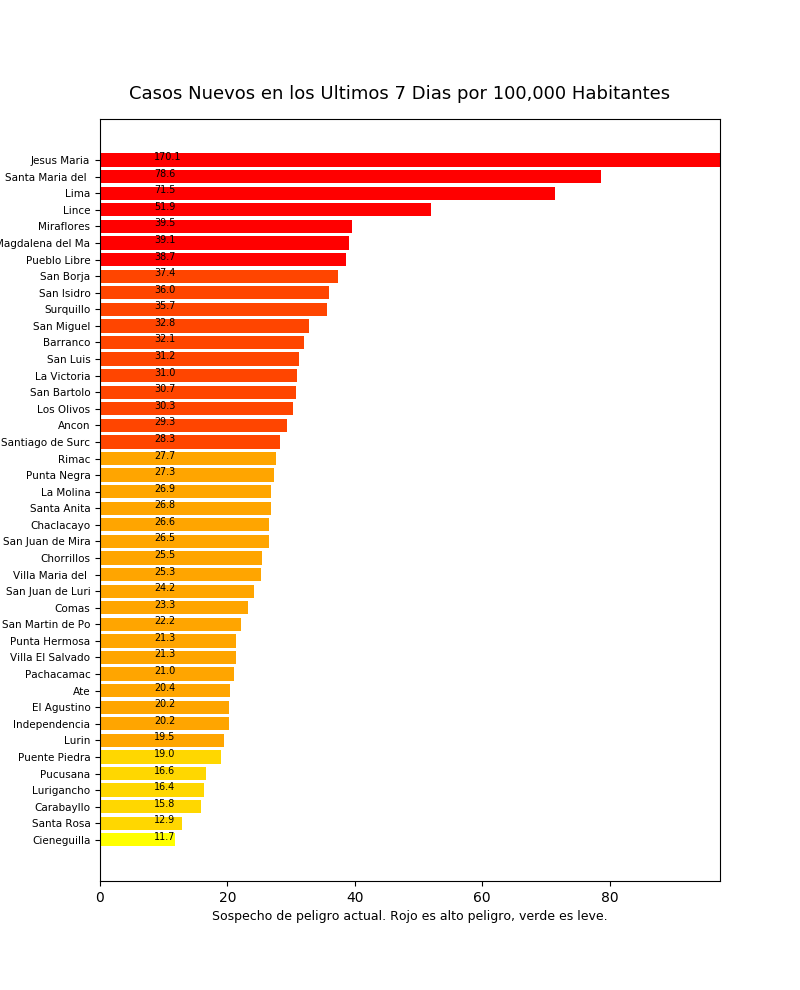 Casos Nuevos en los Ultimos 7 Dias por 100,000 Habitantes
Jesus Maria 170.1
Santa Maria del 78.6
Lima 71.5
Lince 51.9
Miraflores 39.5
Magdalena del Ma 39.1
Pueblo Libre 38.7
San Borja 37.4
San Isidro 36.0
Surquillo 35.7
San Miguel 32.8
Barranco 32.1
San Luis 31.2
La Victoria 31.0
San Bartolo 30.7
Los Olivos 30.3
Ancon 29.3
Santiago de Surc 28.3
Rimac 27.7
Punta Negra 27.3
La Molina 26.9
Santa Anita 26.8
Chaclacayo 26.6
San Juan de Mira 26.5
Chorrillos 25.5
Villa Maria del 25.3
San Juan de Luri 24.2
Comas 23.3
San Martin de Po 22.2
Punta Hermosa 21.3
Villa El Salvado 21.3
Pachacamac 21.0
Ate 20.4
El Agustino 20.2
Independencia 20.2
Lurin 19.5
Puente Piedra 19.0
Pucusana 16.6
Lurigancho 16.4
Carabayllo 15.8
Santa Rosa 12.9
Cieneguilla 11.7
0 20 40 60 80
Sospecho de peligro actual. Rojo es alto peligro, verde es leve.